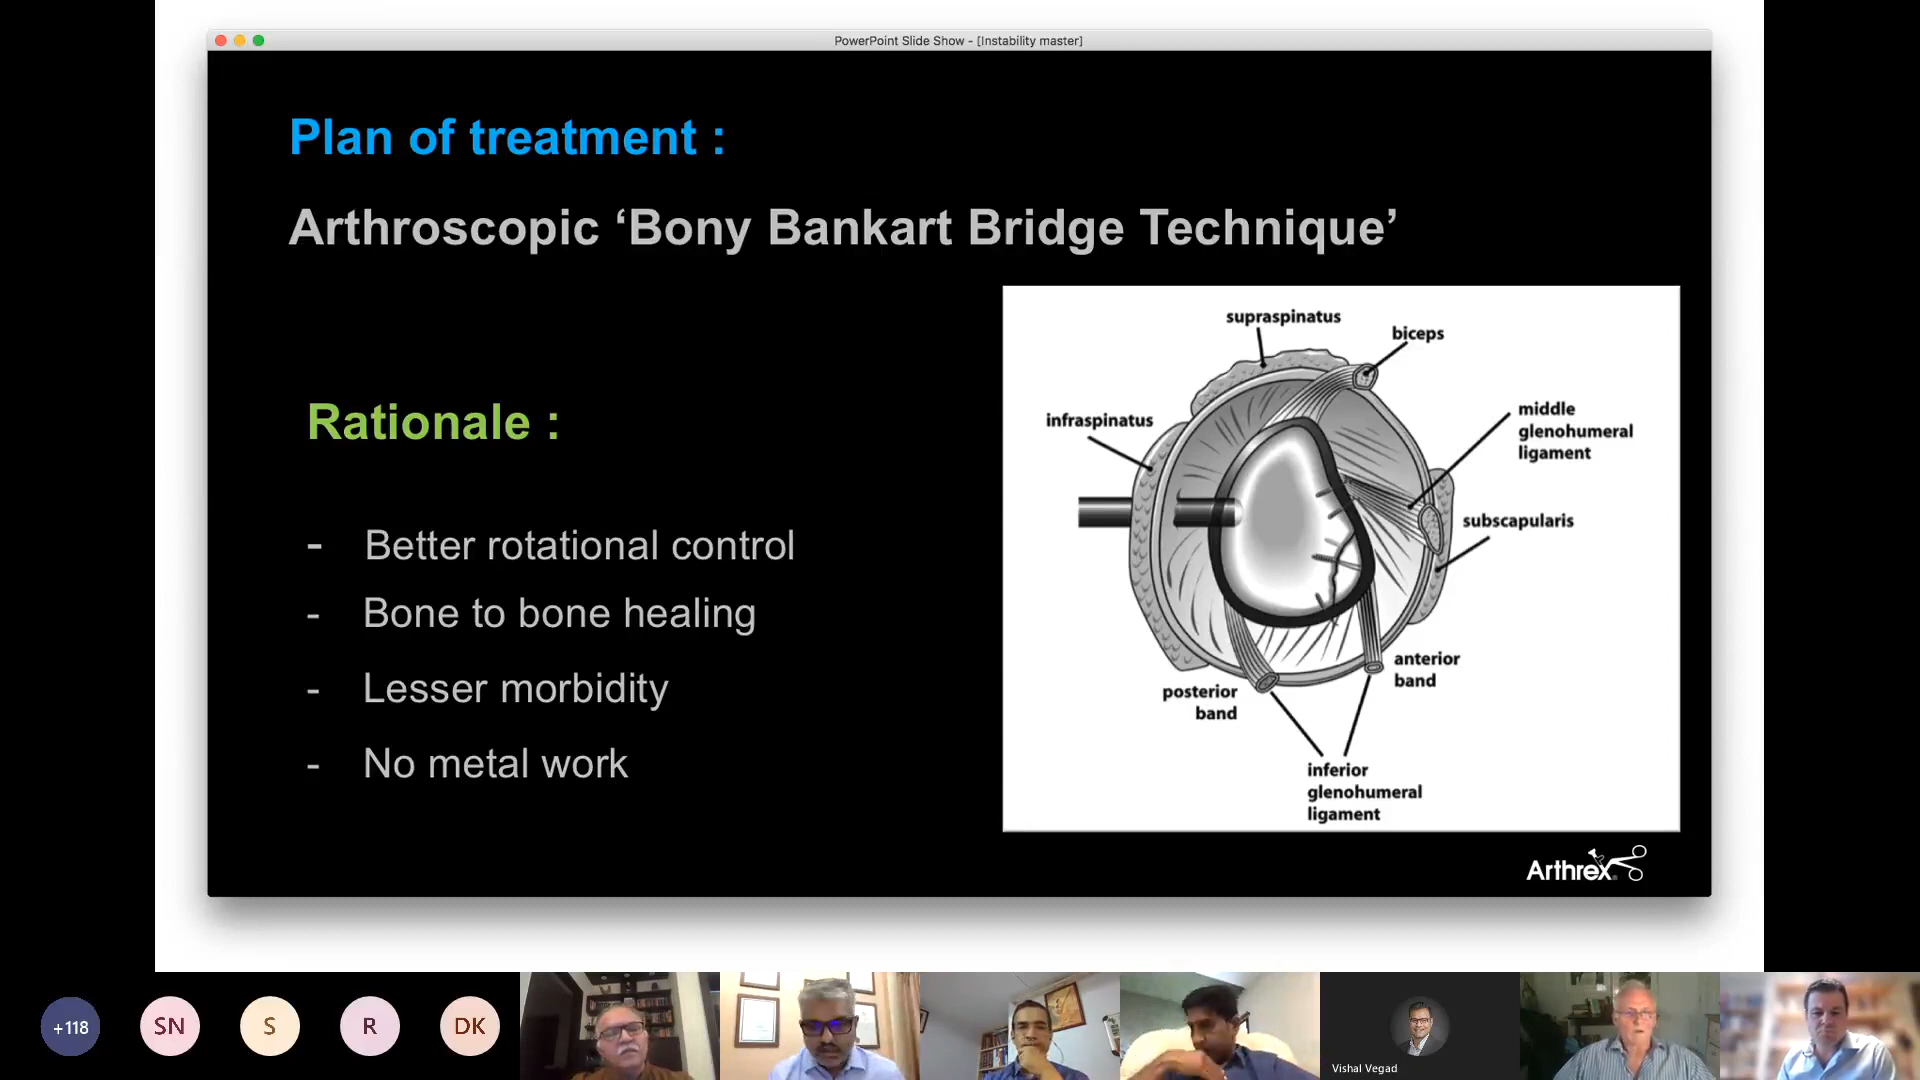 PowerPoint Slide Show - [Instability master]
Plan of treatment :
Arthroscopic ‘Bony Bankart Bridge Technique’
Rationale :
- Better rotational control
- Bone to bone healing
- Lesser morbidity
- No metal work
supraspinatus
biceps
infraspinatus
middle
glenohumeral
ligament
subscapularis
anterior
band
posterior
band
inferior
glenohumeral
ligament
Arthrex
+118
SN
S
R
DK
Vishal Vegad